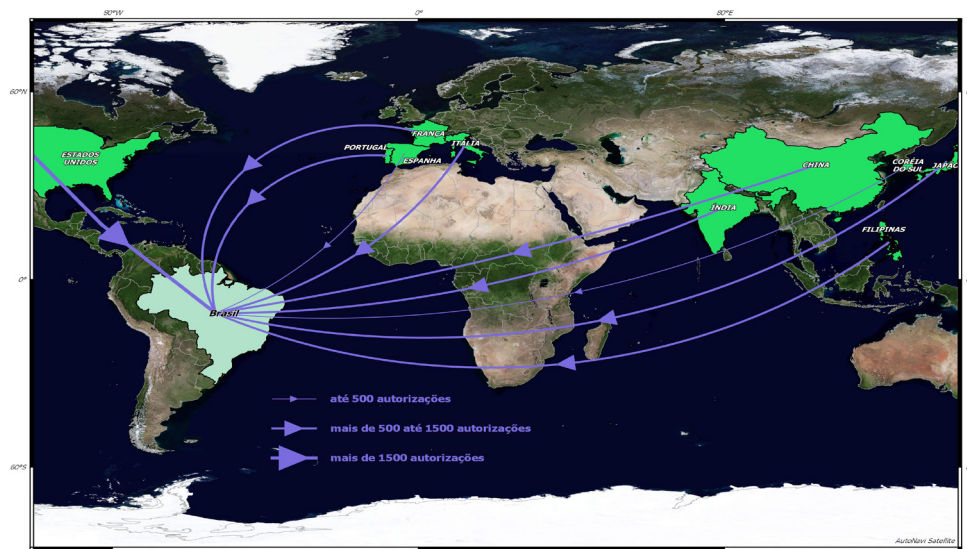 80°W
0°
80°E
60°N
FRANÇA
PORTUGAL
ITALIA
ESPANHA
ESTADOS
UNIDOS
CHINA
CORÉIA
DO SUL
JAPÃO
ÍNDIA
FILIPINAS
0°
Brasil
até 500 autorizações
mais de 500 até 1500 autorizações
mais de 1500 autorizações
60°S
AutoNavi Satellite